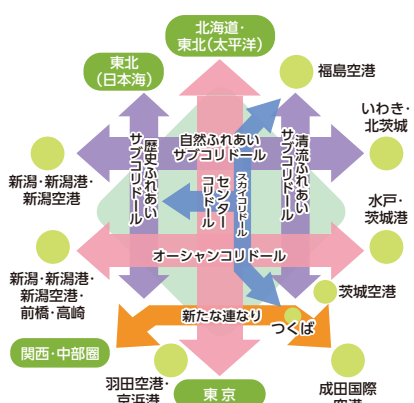 北海道・
東北(太平洋)
東北
(日本海)
福島空港
いわき・
北茨城
自然ふれあい
サブコリドール
歴史ふれあい
サブコリドール
清流ふれあい
サブコリドール
センター
コリドール
スカイコリドール
新潟・新潟港・
新潟空港
水戸・
茨城港
オーシャンコリドール
新潟・新潟港・
新潟空港・
前橋・高崎
茨城空港
新たな連なり
つくば
関西・中部圏
羽田空港・
京浜港
東京
成田国際
空港